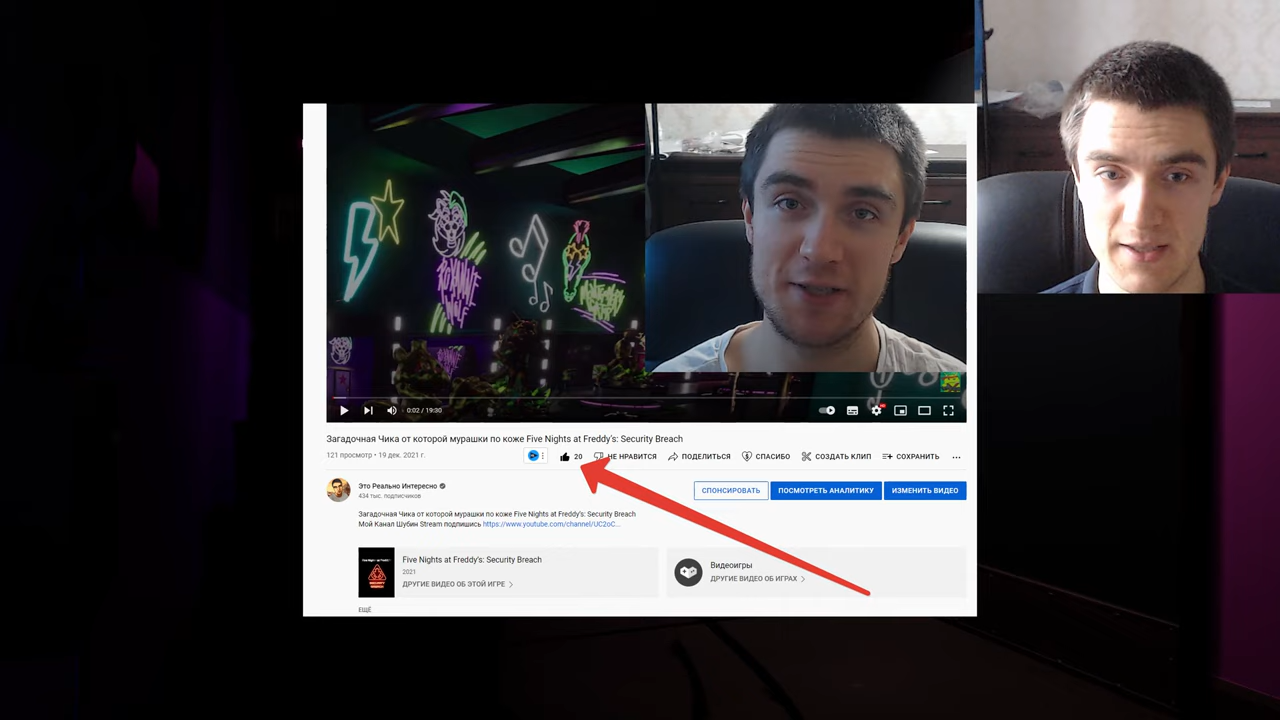 ROXANNE
WOLF
0:02 / 19:30
Загадочная Чика от которой мурашки по коже Five Nights at Freddy's: Security Breach
121 просмотр • 19 дек. 2021 г.
20 НЕ НРАВИТСЯ ПОДЕЛИТЬСЯ СПАСИБО СОЗДАТЬ КЛИП СОХРАНИТЬ
Это Реально Интересно
434 тыс. подписчиков
СПОНСИРОВАТЬ ПОСМОТРЕТЬ АНАЛИТИКУ ИЗМЕНИТЬ ВИДЕО
Загадочная Чика от которой мурашки по коже Five Nights at Freddy's: Security Breach
Мой Канал Шубин Stream подпишись https://www.youtube.com/channel/UC2oC...
Five Nights at Freddy's: Security Breach
2021
ДРУГИЕ ВИДЕО ОБ ЭТОЙ ИГРЕ
Видеоигры
ДРУГИЕ ВИДЕО ОБ ИГРАХ
ЕЩЁ